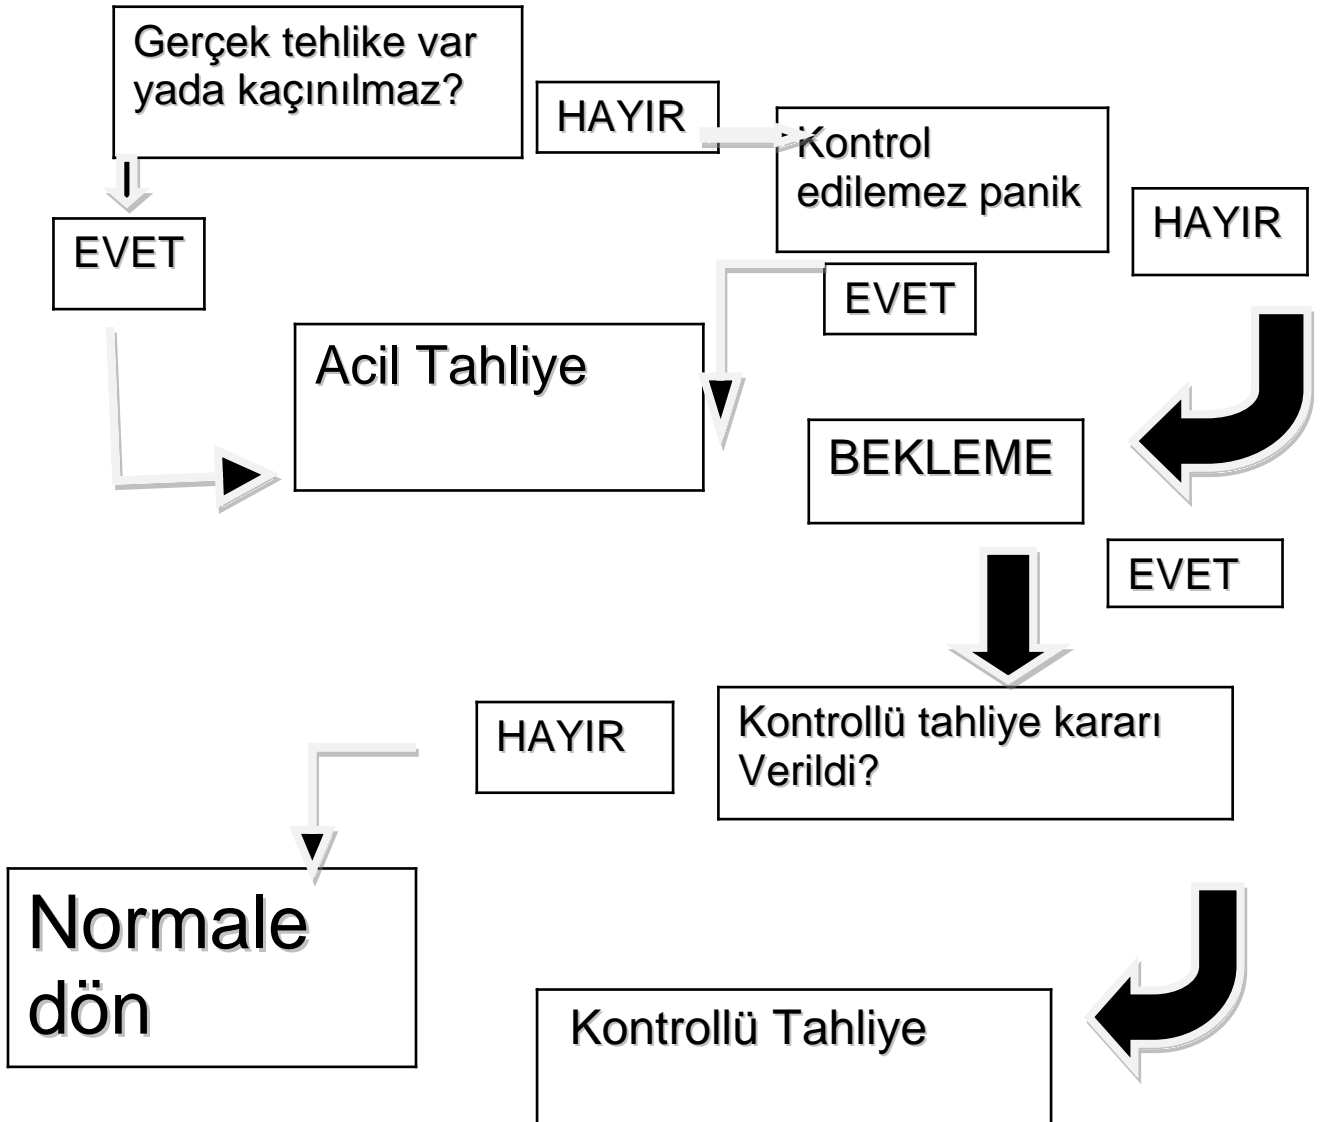 Gerçek tehlike var
yada kaçınılmaz?
HAYIR
Kontrol
edilemez panik
HAYIR
EVET
EVET
Acil Tahliye
BEKLEME
EVET
Kontrollü tahliye kararı
Verildi?
HAYIR
Normale
dön
Kontrollü Tahliye